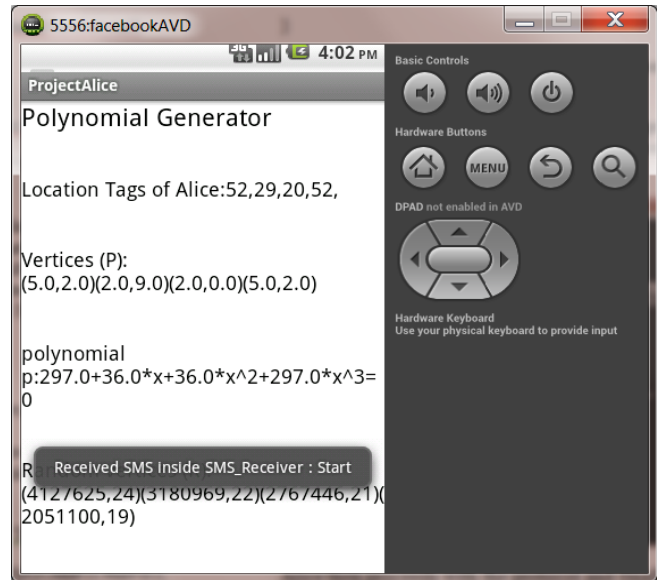 5556:facebookAVD
3G 4:02 PM
ProjectAlice
Polynomial Generator
Location Tags of Alice:52,29,20,52,
Vertices (P):
(5.0,2.0)(2.0,9.0)(2.0,0.0)(5.0,2.0)
polynomial
p:297.0+36.0*x+36.0*x^2+297.0*x^3=
0
Received SMS Inside SMS_Receiver : Start
(4127625,24)(3180969,22)(2767446,21)(
2051100,19)
Basic Controls
Hardware Buttons
MENU
DPAD not enabled in AVD
Hardware Keyboard
Use your physical keyboard to provide input